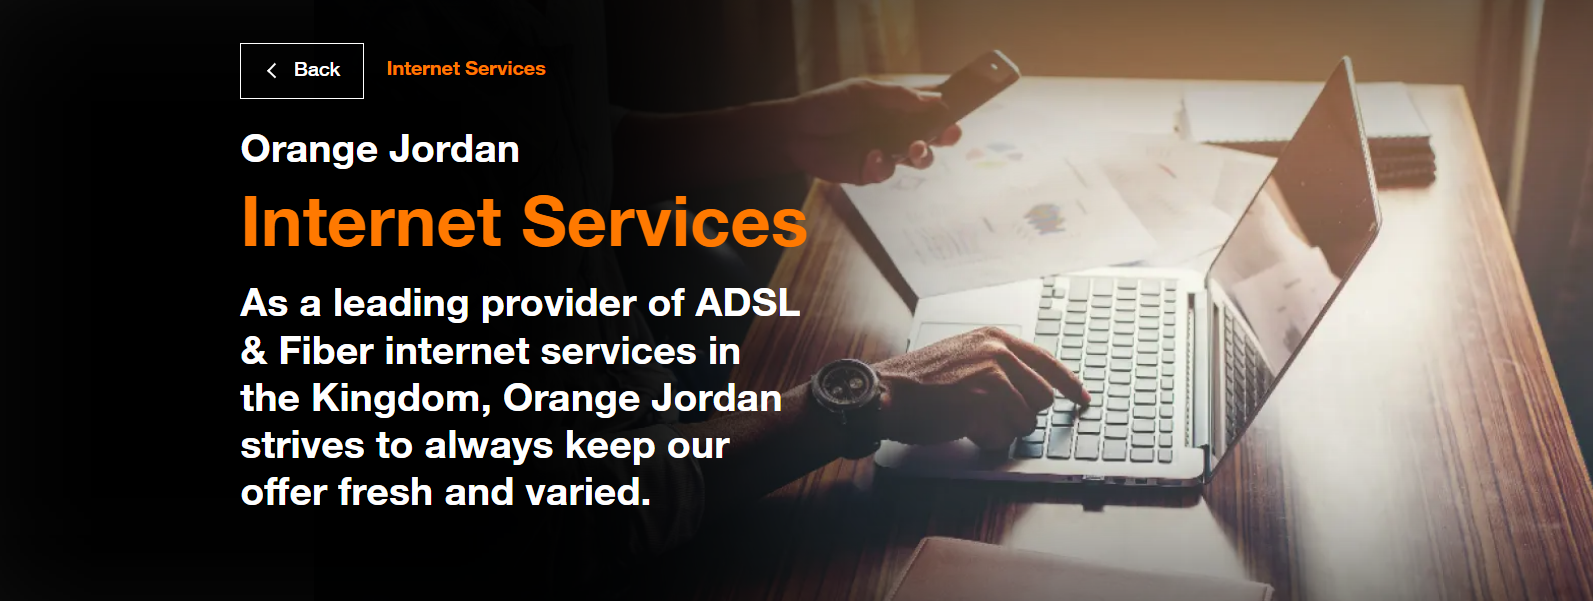 Back
Internet Services
Orange Jordan
Internet Services
As a leading provider of ADSL
& Fiber internet services in
the Kingdom, Orange Jordan
strives to always keep our
offer fresh and varied.